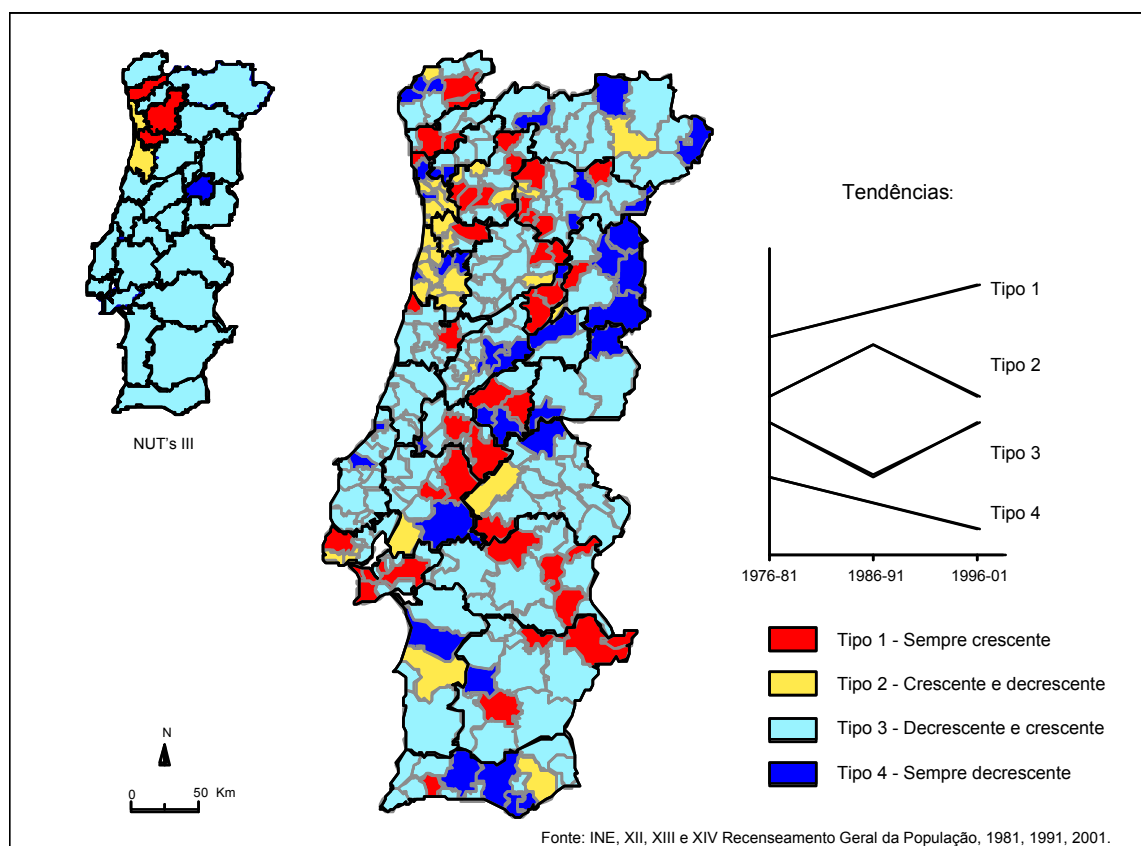 NUT's III
Tendências:
Tipo 1
Tipo 2
Tipo 3
Tipo 4
1976-81
1986-91
1996-01
Tipo 1 - Sempre crescente
Tipo 2 - Crescente e decrescente
Tipo 3 - Decrescente e crescente
Tipo 4 - Sempre decrescente
N
0 50 Km
Fonte: INE, XII, XIII e XIV Recenseamento Geral da População, 1981, 1991, 2001.